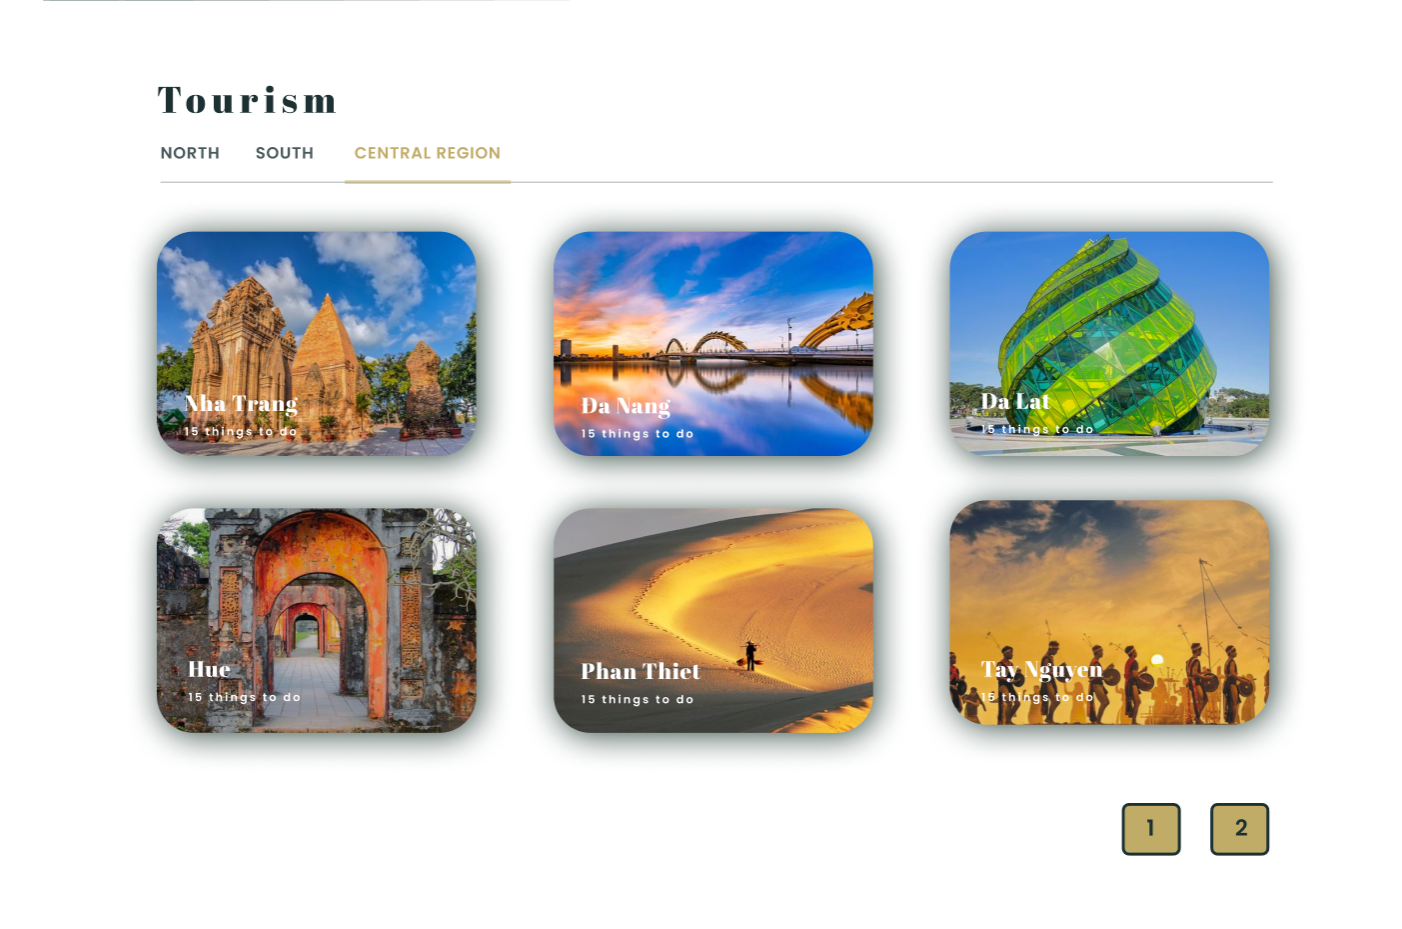 Tourism
NORTH SOUTH CENTRAL REGION
Nha Trang
15 things to do
Đa Nang
15 things to do
Da Lat
15 things to do
Hue
15 things to do
Phan Thiet
15 things to do
Tay Nguyen
15 things to do
1 2